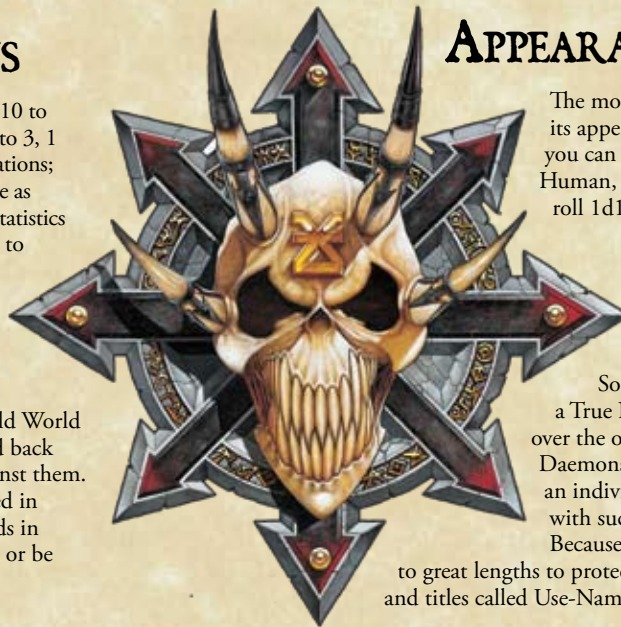 10 to
to 3, 1
ations;
e as
tatistics
to
ld World
d back
inst them.
ed in
ds in
or be
The mo
its appe
you can
Human,
roll 1d1
So
a True
over the o
Daemona
an indivi
with suc
Because
to great lengths to protec
and titles called Use-Nam